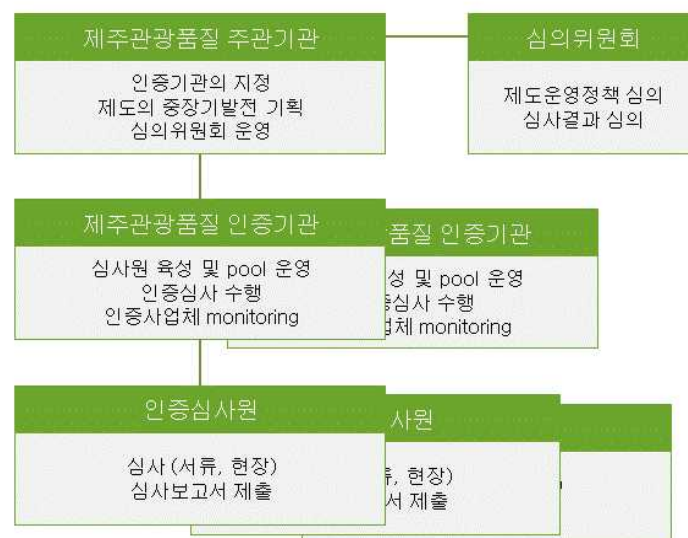 제주관광품질 주관기관
인증기관의 지정
제도의 중장기발전 기획
심의위원회 운영
심의위원회
제도운영정책 심의
심사결과 심의
제주관광품질 인증기관
심사원 육성 및 pool 운영
인증심사 수행
인증사업체 monitoring
품질 인증기관
성 및 pool 운영
심사 수행
체 monitoring
인증심사원
심사 (서류, 현장)
심사보고서 제출
사원
현장)
서 제출